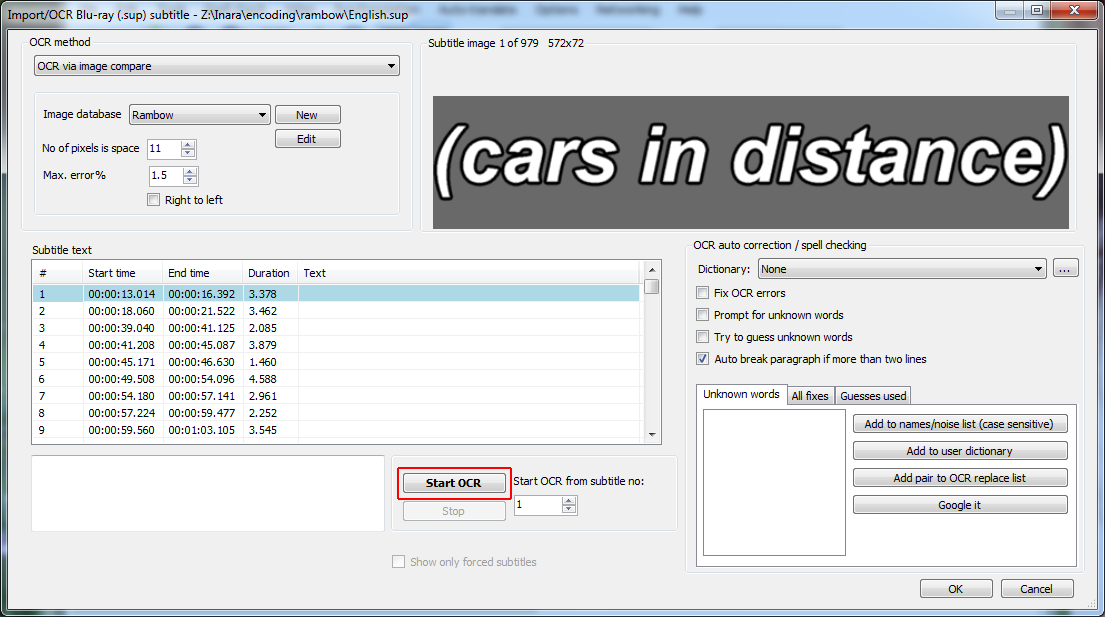 Import/OCR Blu-ray (.sup) subtitle - Z:\Inara\encoding\rambow\English.sup
OCR method
OCR via image compare
Image database Rambow New
Edit
No of pixels is space 11
Max. error% 1.5
Right to left
Subtitle image 1 of 979 572x72
(cars in distance)
Subtitle text
# Start time End time Duration Text
1 00:00:13.014 00:00:16.392 3.378
2 00:00:18.060 00:00:21.522 3.462
3 00:00:39.040 00:00:41.125 2.085
4 00:00:41.208 00:00:45.087 3.879
5 00:00:45.171 00:00:46.630 1.460
6 00:00:49.508 00:00:54.096 4.588
7 00:00:54.180 00:00:57.141 2.961
8 00:00:57.224 00:00:59.477 2.252
9 00:00:59.560 00:01:03.105 3.545
Start OCR
Start OCR from subtitle no:
Stop
1
Show only forced subtitles
OCR auto correction / spell checking
Dictionary: None ...
Fix OCR errors
Prompt for unknown words
Try to guess unknown words
Auto break paragraph if more than two lines
Unknown words All fixes Guesses used
Add to names/noise list (case sensitive)
Add to user dictionary
Add pair to OCR replace list
Google it
OK Cancel